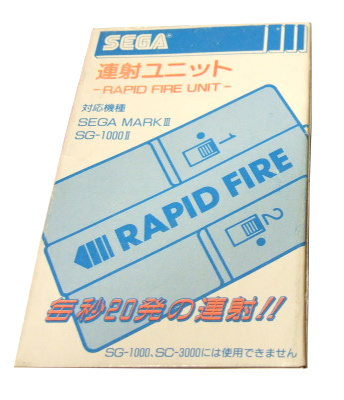 SEGA®
連射ユニット
-RAPID FIRE UNIT-
対応機種
SEGA MARKⅢ
SG-1000Ⅱ
1
RAPID FIRE
2
毎秒20発の連射!!
SG-1000、SC-3000には使用できません